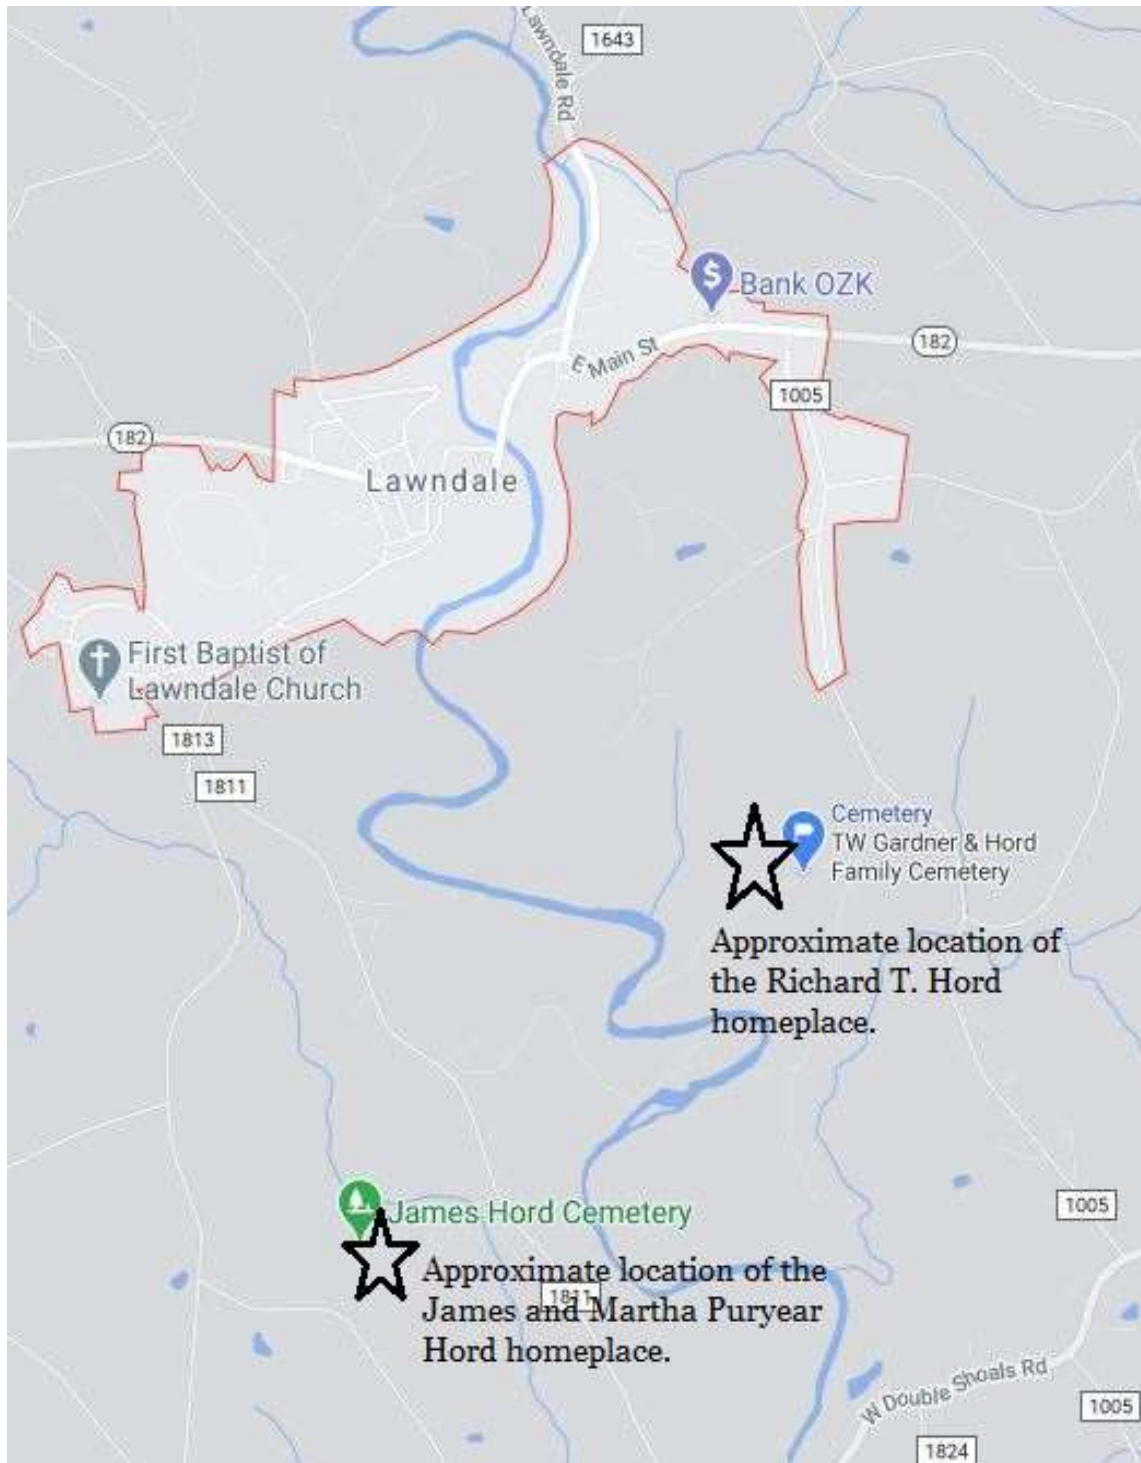 Lawndale Rd
1643
Bank OZK
E Main St
182
1005
182
Lawndale
First Baptist of
Lawndale Church
1813
1811
Cemetery
TW Gardner & Hord
Family Cemetery
Approximate location of
the Richard T. Hord
homeplace.
1005
James Hord Cemetery
Approximate location of the
1811
James and Martha Puryear
Hord homeplace.
W Double Shoals Rd
1005
1824